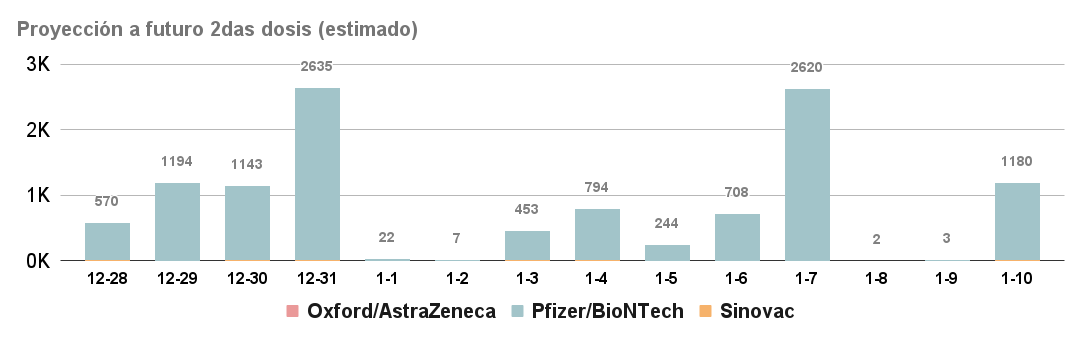 Proyección a futuro 2das dosis (estimado)
3K
2K
1K
0K
570
1194
1143
2635
22
7
453
794
244
708
2620
2
3
1180
12-28 12-29 12-30 12-31 1-1 1-2 1-3 1-4 1-5 1-6 1-7 1-8 1-9 1-10
Oxford/AstraZeneca Pfizer/BioNTech Sinovac